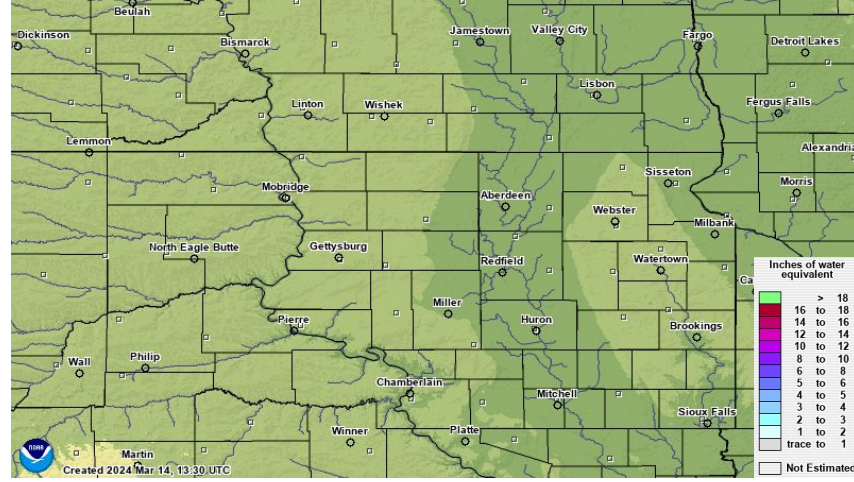 Beulah
Dickinson
Bismarck
Jamestown
Valley City
Fargo
Detroit Lakes
Linton
Wishek
Lisbon
Fergus Falls
Lemmon
Alexandria
Mobridge
Aberdeen
Sisseton
Morris
Webster
Milbank
North Eagle Butte
Gettysburg
Redfield
Watertown
Ca
Miller
Pierre
Huron
Brookings
Wall
Philip
Chamberlain
Mitchell
Sioux Falls
Winner
Platte
Martin
NOAA
Created 2024 Mar 14, 13:30 UTC
Inches of water
equivalent
> 18
16 to 18
14 to 16
12 to 14
10 to 12
8 to 10
6 to 8
5 to 6
4 to 5
3 to 4
2 to 3
1 to 2
trace to 1
Not Estimated